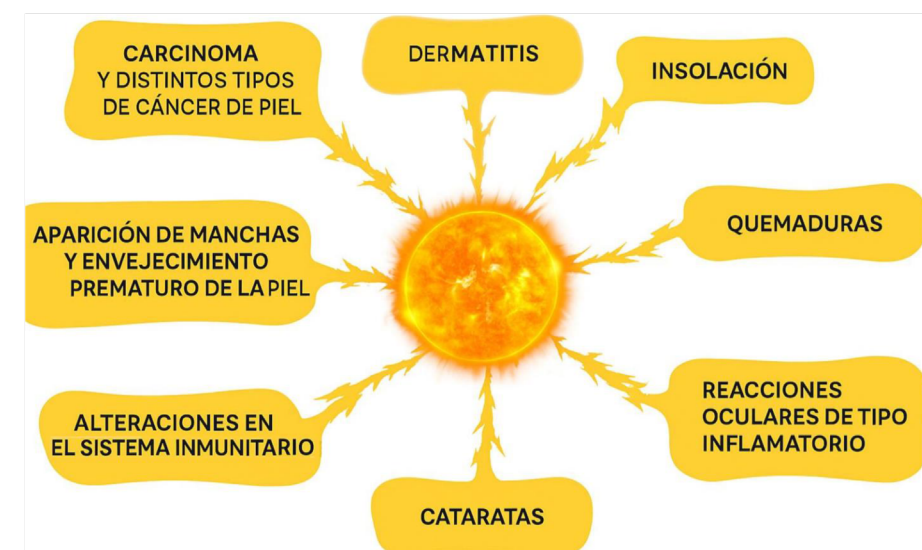 CARCINOMA
Y DISTINTOS TIPOS
DE CÁNCER DE PIEL
DERMATITIS
INSOLACIÓN
APARICIÓN DE MANCHAS
Y ENVEJECIMIENTO
PREMATURO DE LA PIEL
QUEMADURAS
ALTERACIONES EN
EL SISTEMA INMUNITARIO
REACCIONES
OCULARES DE TIPO
INFLAMATORIO
CATARATAS